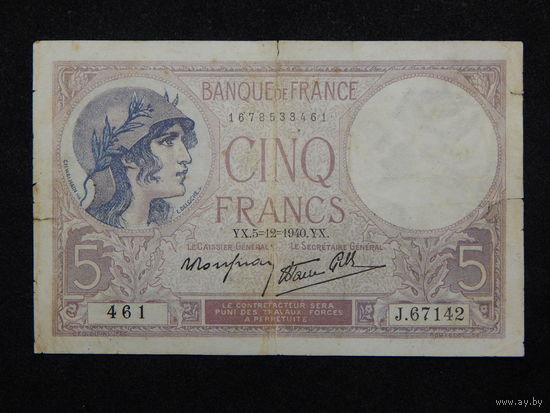 BANQUE DE FRANCE
1678533461
CINQ
FRANCS
YX.5=12=1940.YX.
LE CAISSIER GÉNÉRAL LE SECRÉTAIRE GÉNÉRAL
5 5
461 J.67142
LE CONTREFACTEUR SERA
PUNI DES TRAVAUX FORCÉS
A PERPÉTUITÉ
www.ay.by